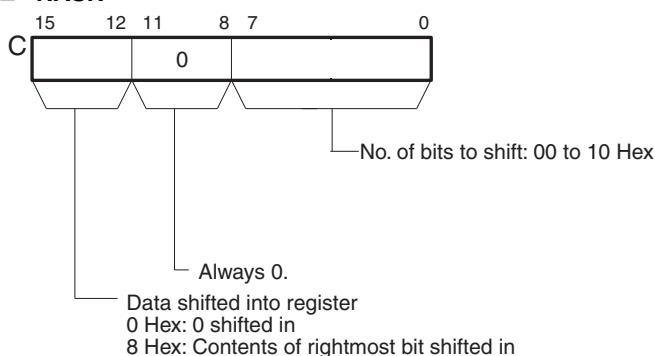 15 12 11 8 7 0
C
0
No. of bits to shift: 00 to 10 Hex
Always 0.
Data shifted into register
0 Hex: 0 shifted in
8 Hex: Contents of rightmost bit shifted in